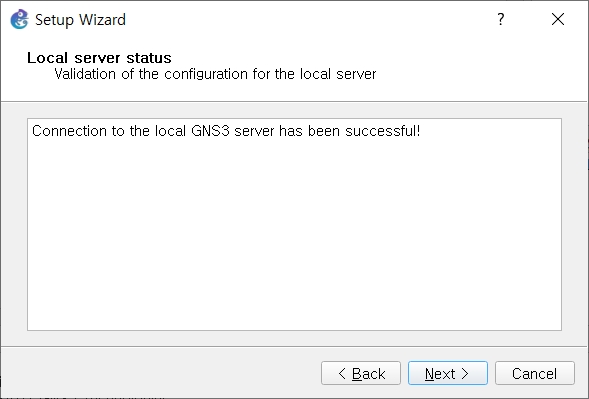 Setup Wizard
?
Local server status
Validation of the configuration for the local server
Connection to the local GNS3 server has been successful!
< Back
Next >
Cancel